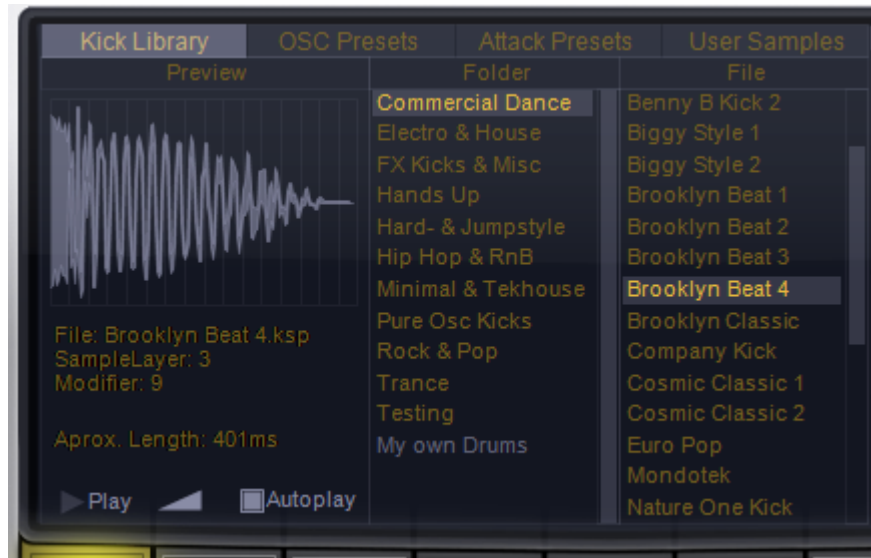 Kick Library OSC Presets Attack Presets User Samples
Preview Folder File
Commercial Dance
Electro & House
FX Kicks & Misc
Hands Up
Hard- & Jumpstyle
Hip Hop & RnB
Minimal & Tekhouse
Pure Osc Kicks
Rock & Pop
Trance
Testing
My own Drums
Benny B Kick 2
Biggy Style 1
Biggy Style 2
Brooklyn Beat 1
Brooklyn Beat 2
Brooklyn Beat 3
Brooklyn Beat 4
Brooklyn Classic
Company Kick
Cosmic Classic 1
Cosmic Classic 2
Euro Pop
Mondotek
Nature One Kick
File: Brooklyn Beat 4.ksp
SampleLayer: 3
Modifier: 9
Aprox. Length: 401ms
Play Autoplay